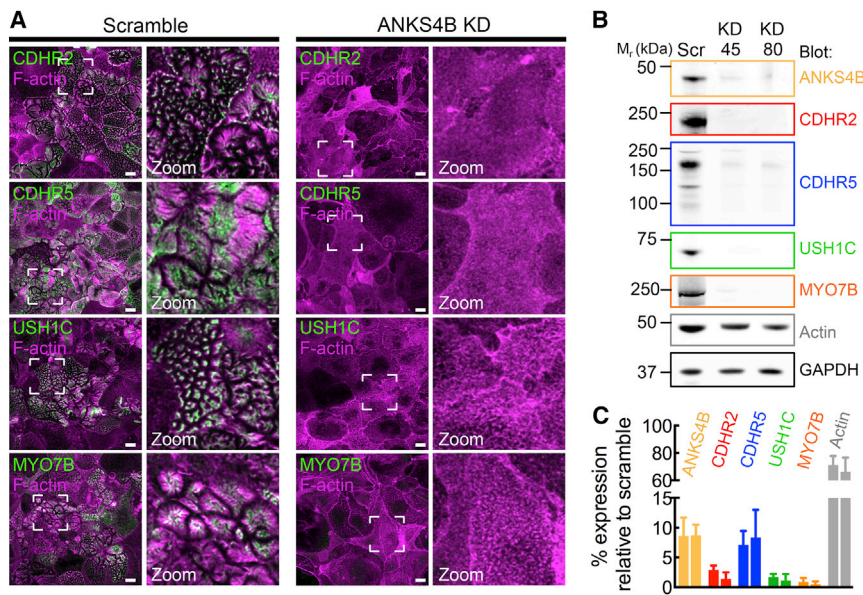 A
Scramble
ANKS4B KD
CDHR2
F-actin
Zoom
CDHR2
F-actin
Zoom
CDHR5
F-actin
Zoom
CDHR5
F-actin
Zoom
USH1C
F-actin
Zoom
USH1C
F-actin
Zoom
MYO7B
F-actin
Zoom
MYO7B
F-actin
Zoom
B
KD KD
Mr (kDa) Scr 45 80 Blot:
50 ANKS4B
250 CDHR2
250
150 CDHR5
100
75 USH1C
250 MYO7B
50 Actin
37 GAPDH
C
% expression
relative to scramble
100
80
60
15
10
5
0
ANKS4B
CDHR2
CDHR5
USH1C
MYO7B
Actin